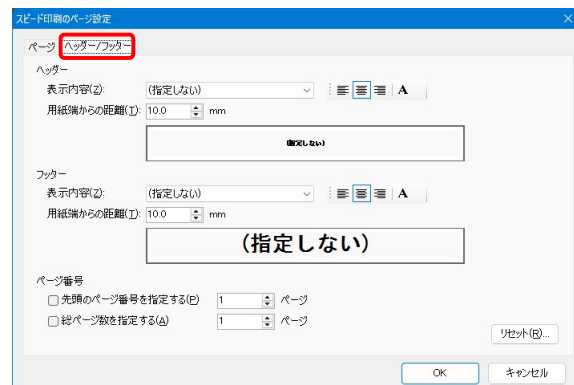 スピード印刷のページ設定
ページ ヘッダー/フッター
ヘッダー
表示内容(Z): (指定しない) A
用紙端からの距離(T): 10.0 mm
(指定しない)
フッター
表示内容(Z): (指定しない) A
用紙端からの距離(T): 10.0 mm
(指定しない)
ページ番号
先頭のページ番号を指定する(P) 1 ページ
総ページ数を指定する(A) 1 ページ
リセット(R)...
OK キャンセル